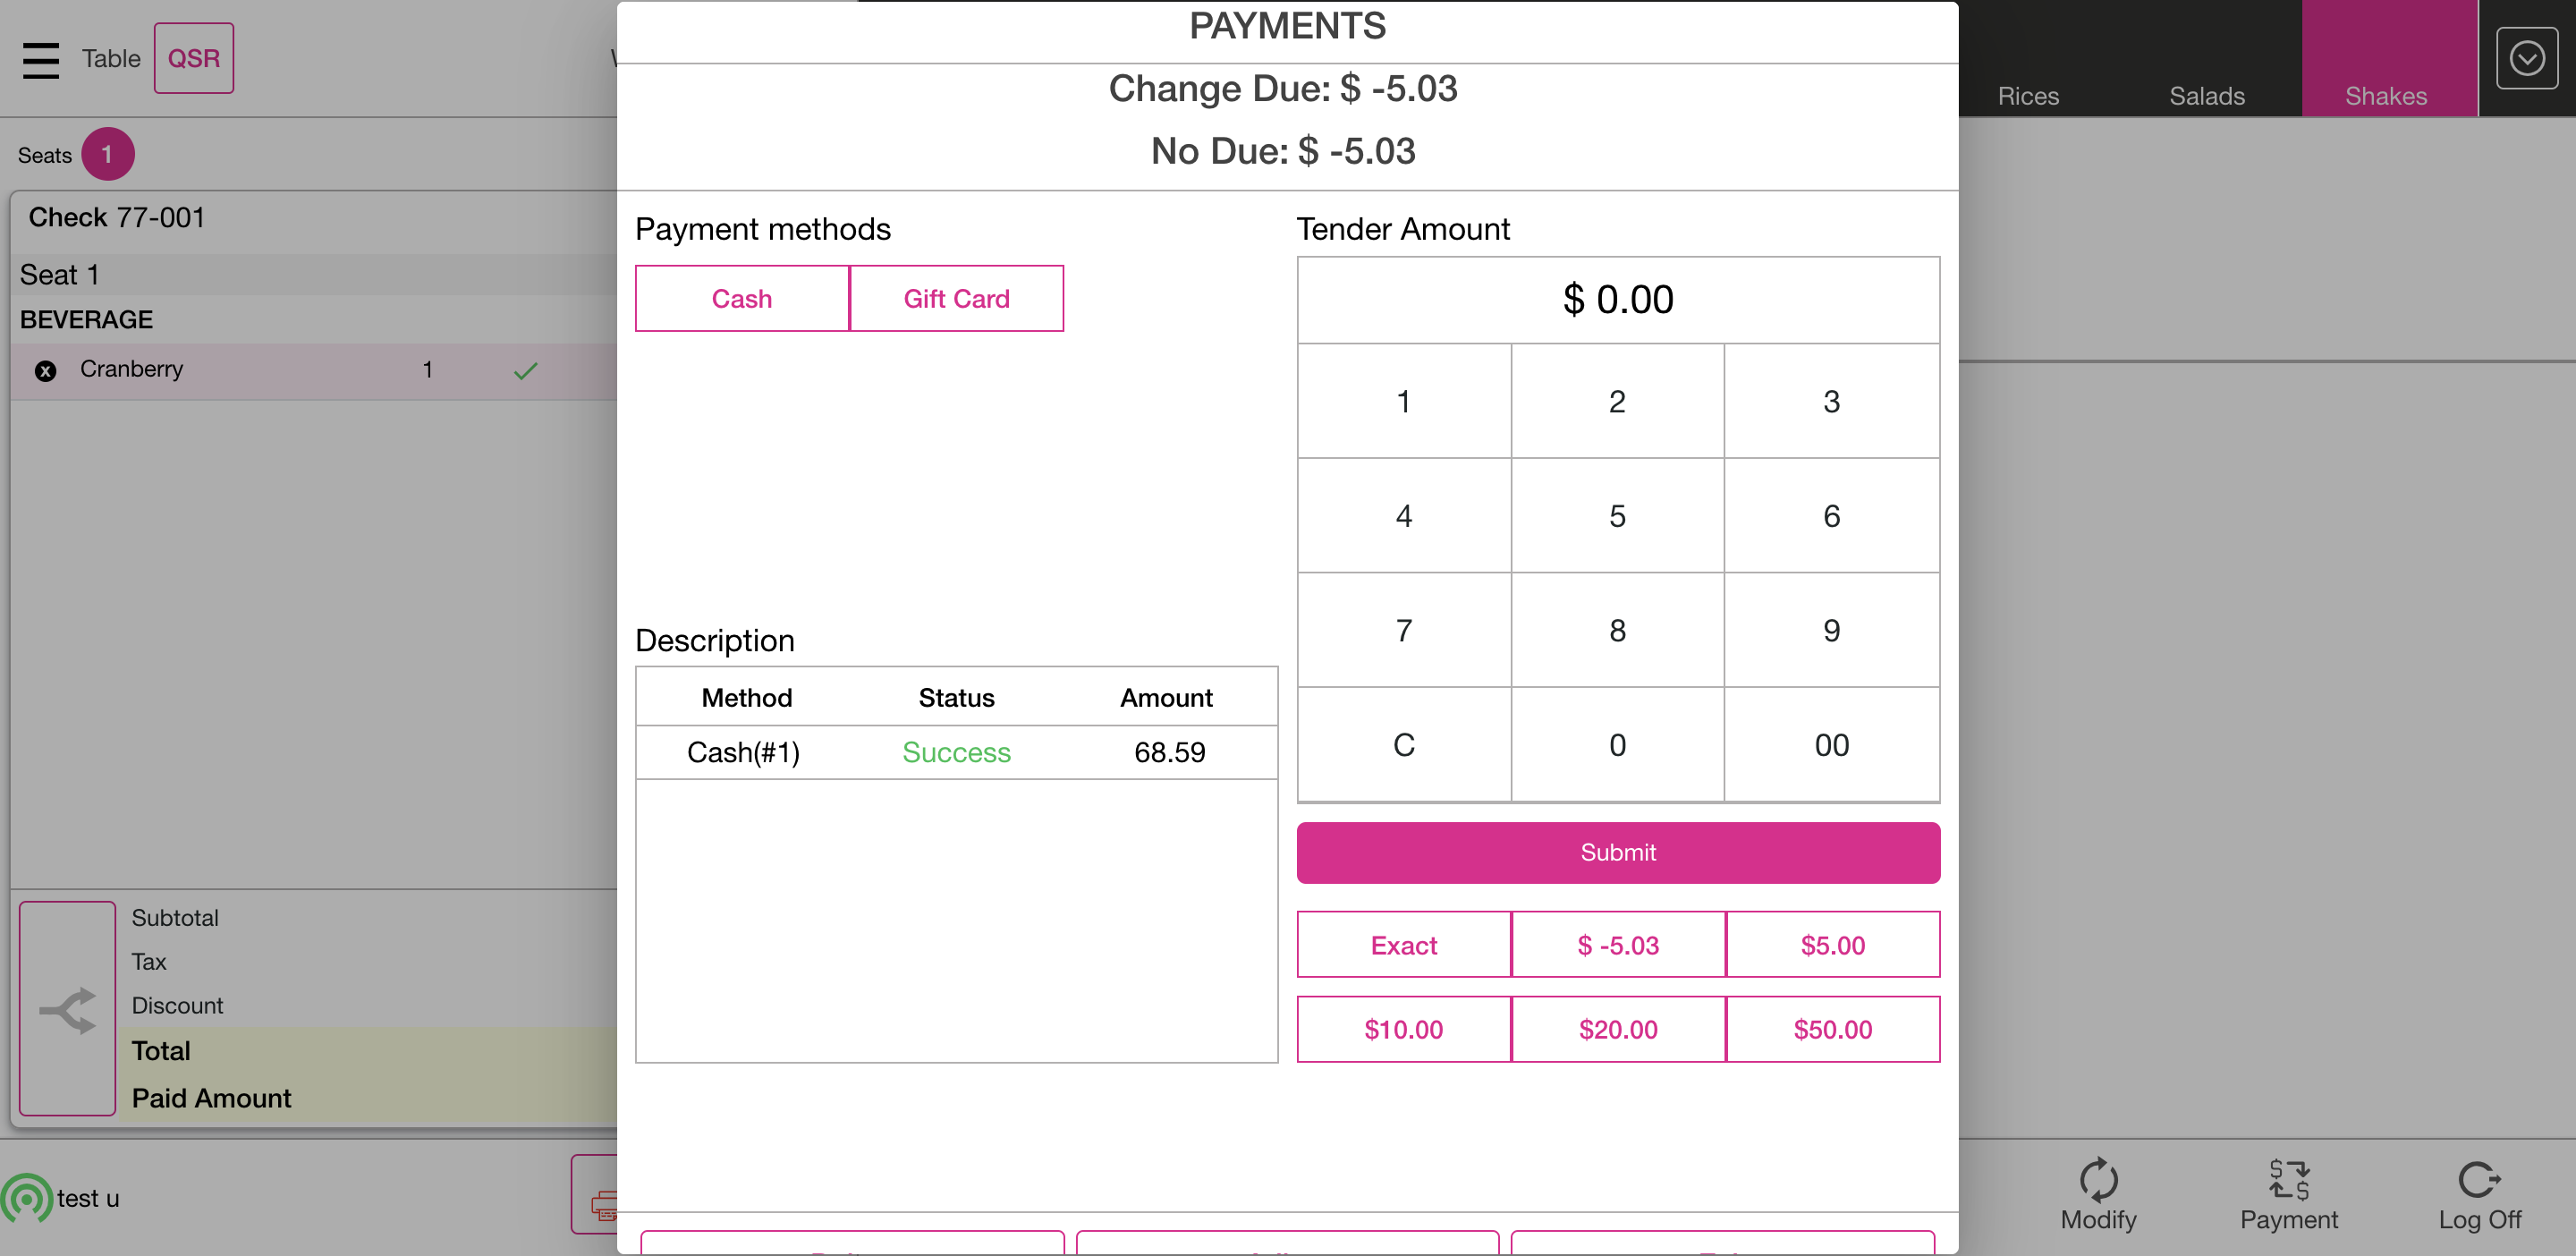 Table
QSR
PAYMENTS
Change Due: $ -5.03
No Due: $ -5.03
Rices
Salads
Shakes
Seats 1
Check 77-001
Seat 1
BEVERAGE
Cranberry 1
Payment methods
Cash
Gift Card
Tender Amount
$ 0.00
1 2 3
4 5 6
7 8 9
C 0 00
Submit
Exact
$ -5.03
$5.00
$10.00
$20.00
$50.00
Description
Method Status Amount
Cash(#1) Success 68.59
Subtotal
Tax
Discount
Total
Paid Amount
test u
Modify
Payment
Log Off